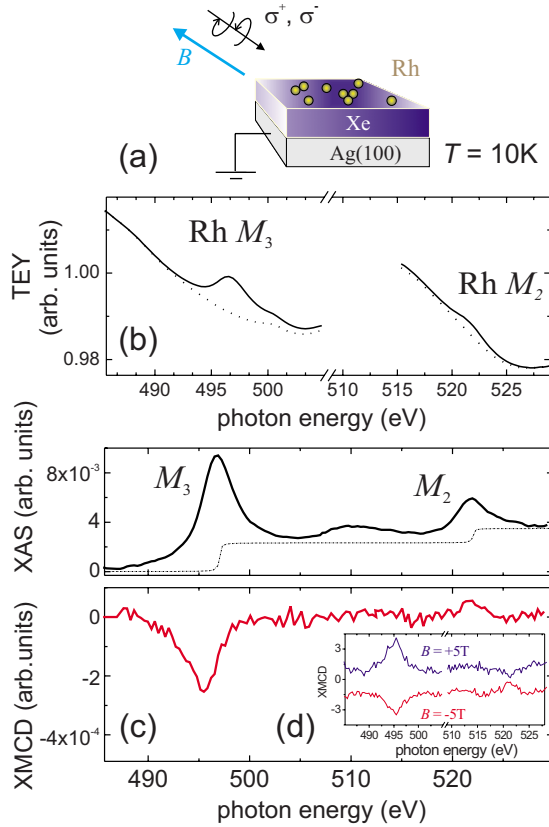 σ⁺, σ⁻
B
Rh
Xe
Ag(100)
(a)
T = 10K
TEY
(arb. units)
1.00
0.98
Rh M₃
Rh M₂
(b)
490 495 500 510 515 520 525
photon energy (eV)
XAS (arb. units)
8x10⁻³
4
0
M₃
M₂
XMCD (arb.units)
0
-2
-4x10⁻⁴
(c)
(d)
XMCD
3
0
-3
B = +5T
B = -5T
490 495 500 510 515 520 525
photon energy (eV)
490 500 510 520
photon energy (eV)